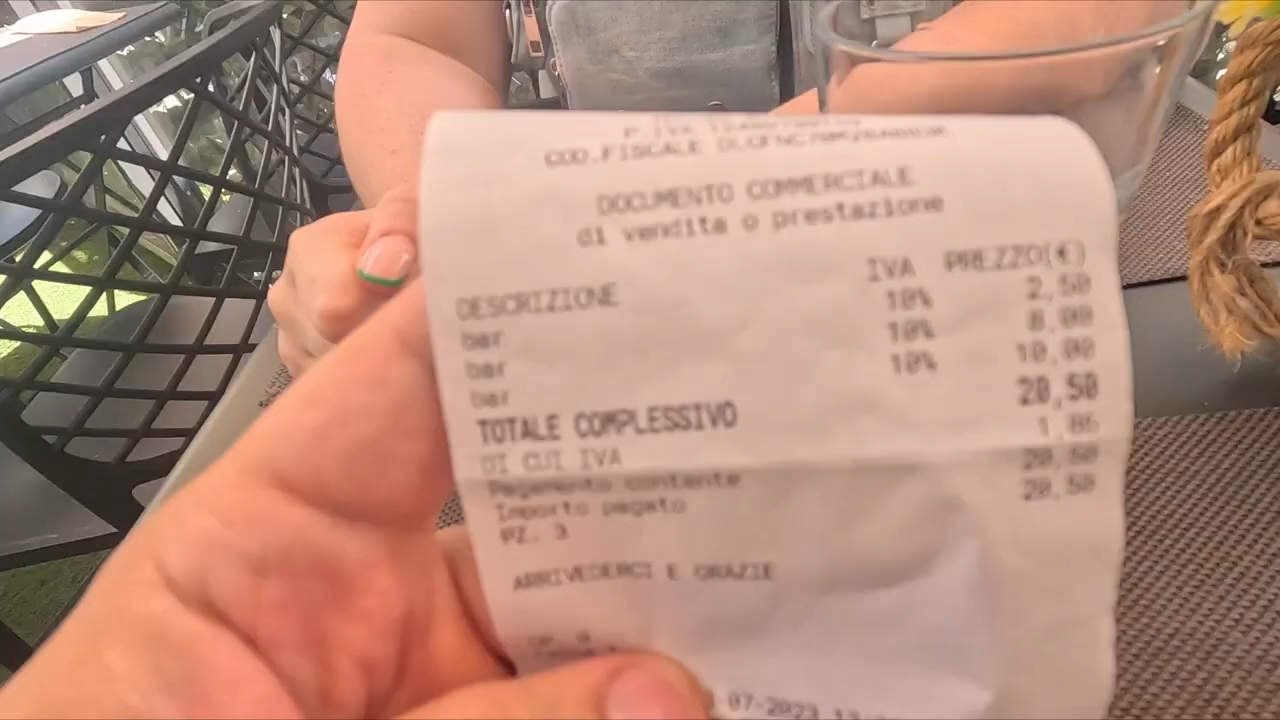 P.IVA
COD.FISCALE
DOCUMENTO COMMERCIALE
di vendita o prestazione
DESCRIZIONE IVA PREZZO(€)
bar 10% 2,50
bar 10% 8,00
bar 10% 10,00
TOTALE COMPLESSIVO 20,50
DI CUI IVA 1,86
Pagamento contante 20,50
Importo pagato 20,50
PZ. 3
ARRIVEDERCI E GRAZIE
07-2023